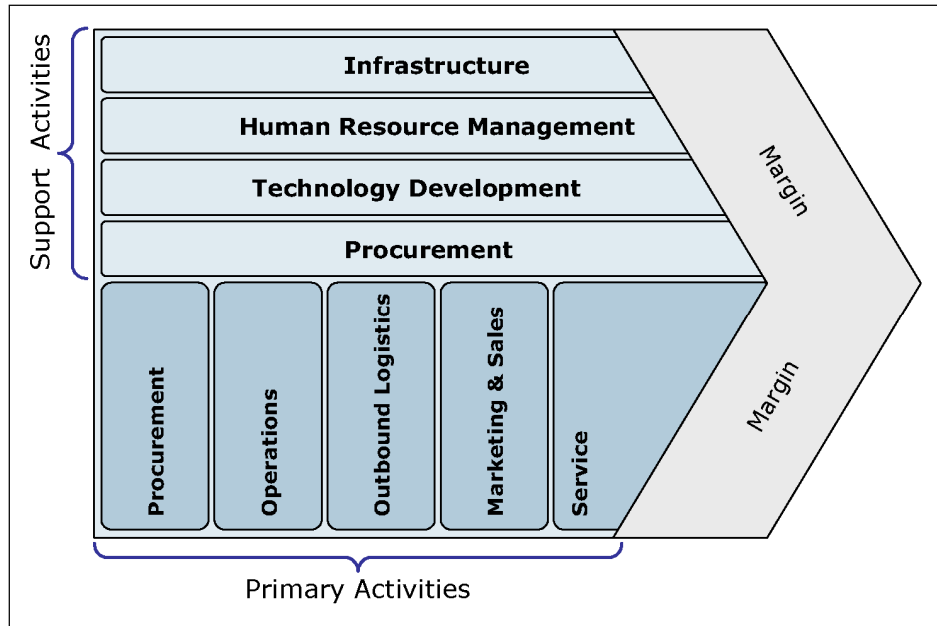 Support Activities
Infrastructure
Human Resource Management
Technology Development
Procurement
Margin
Procurement
Operations
Outbound Logistics
Marketing & Sales
Service
Margin
Primary Activities